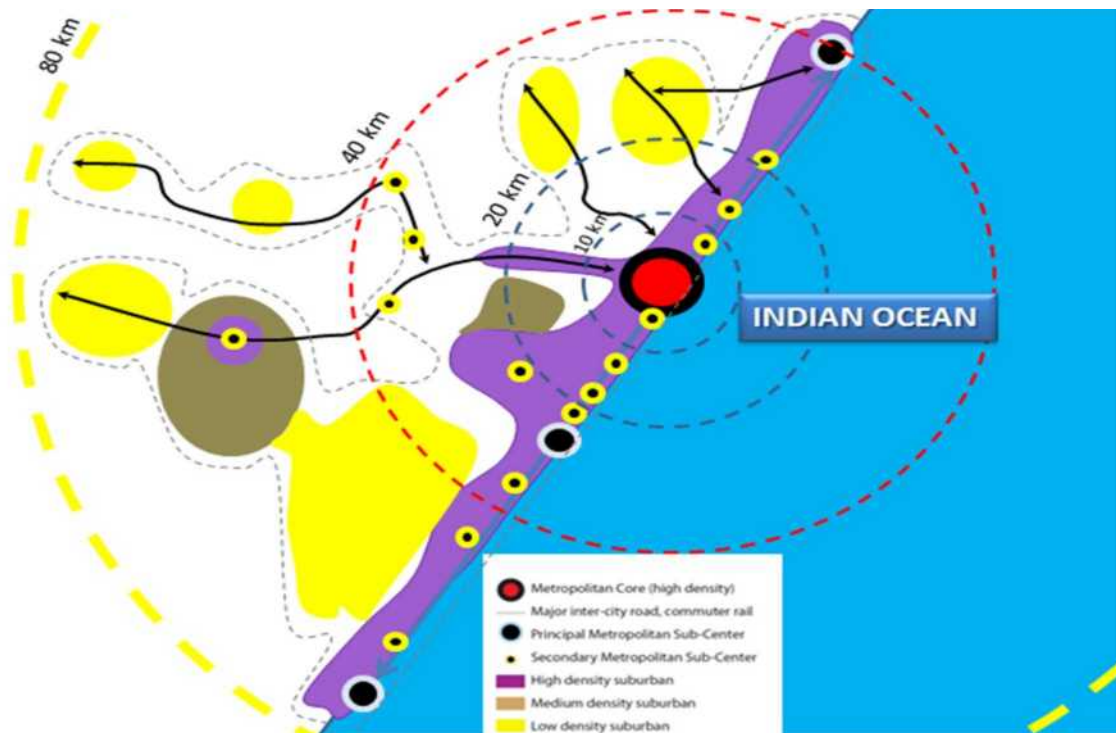 80 km
40 km
20 km
10 km
INDIAN OCEAN
Metropolitan Core (high density)
Major inter-city road, commuter rail
Principal Metropolitan Sub-Center
Secondary Metropolitan Sub-Center
High density suburban
Medium density suburban
Low density suburban